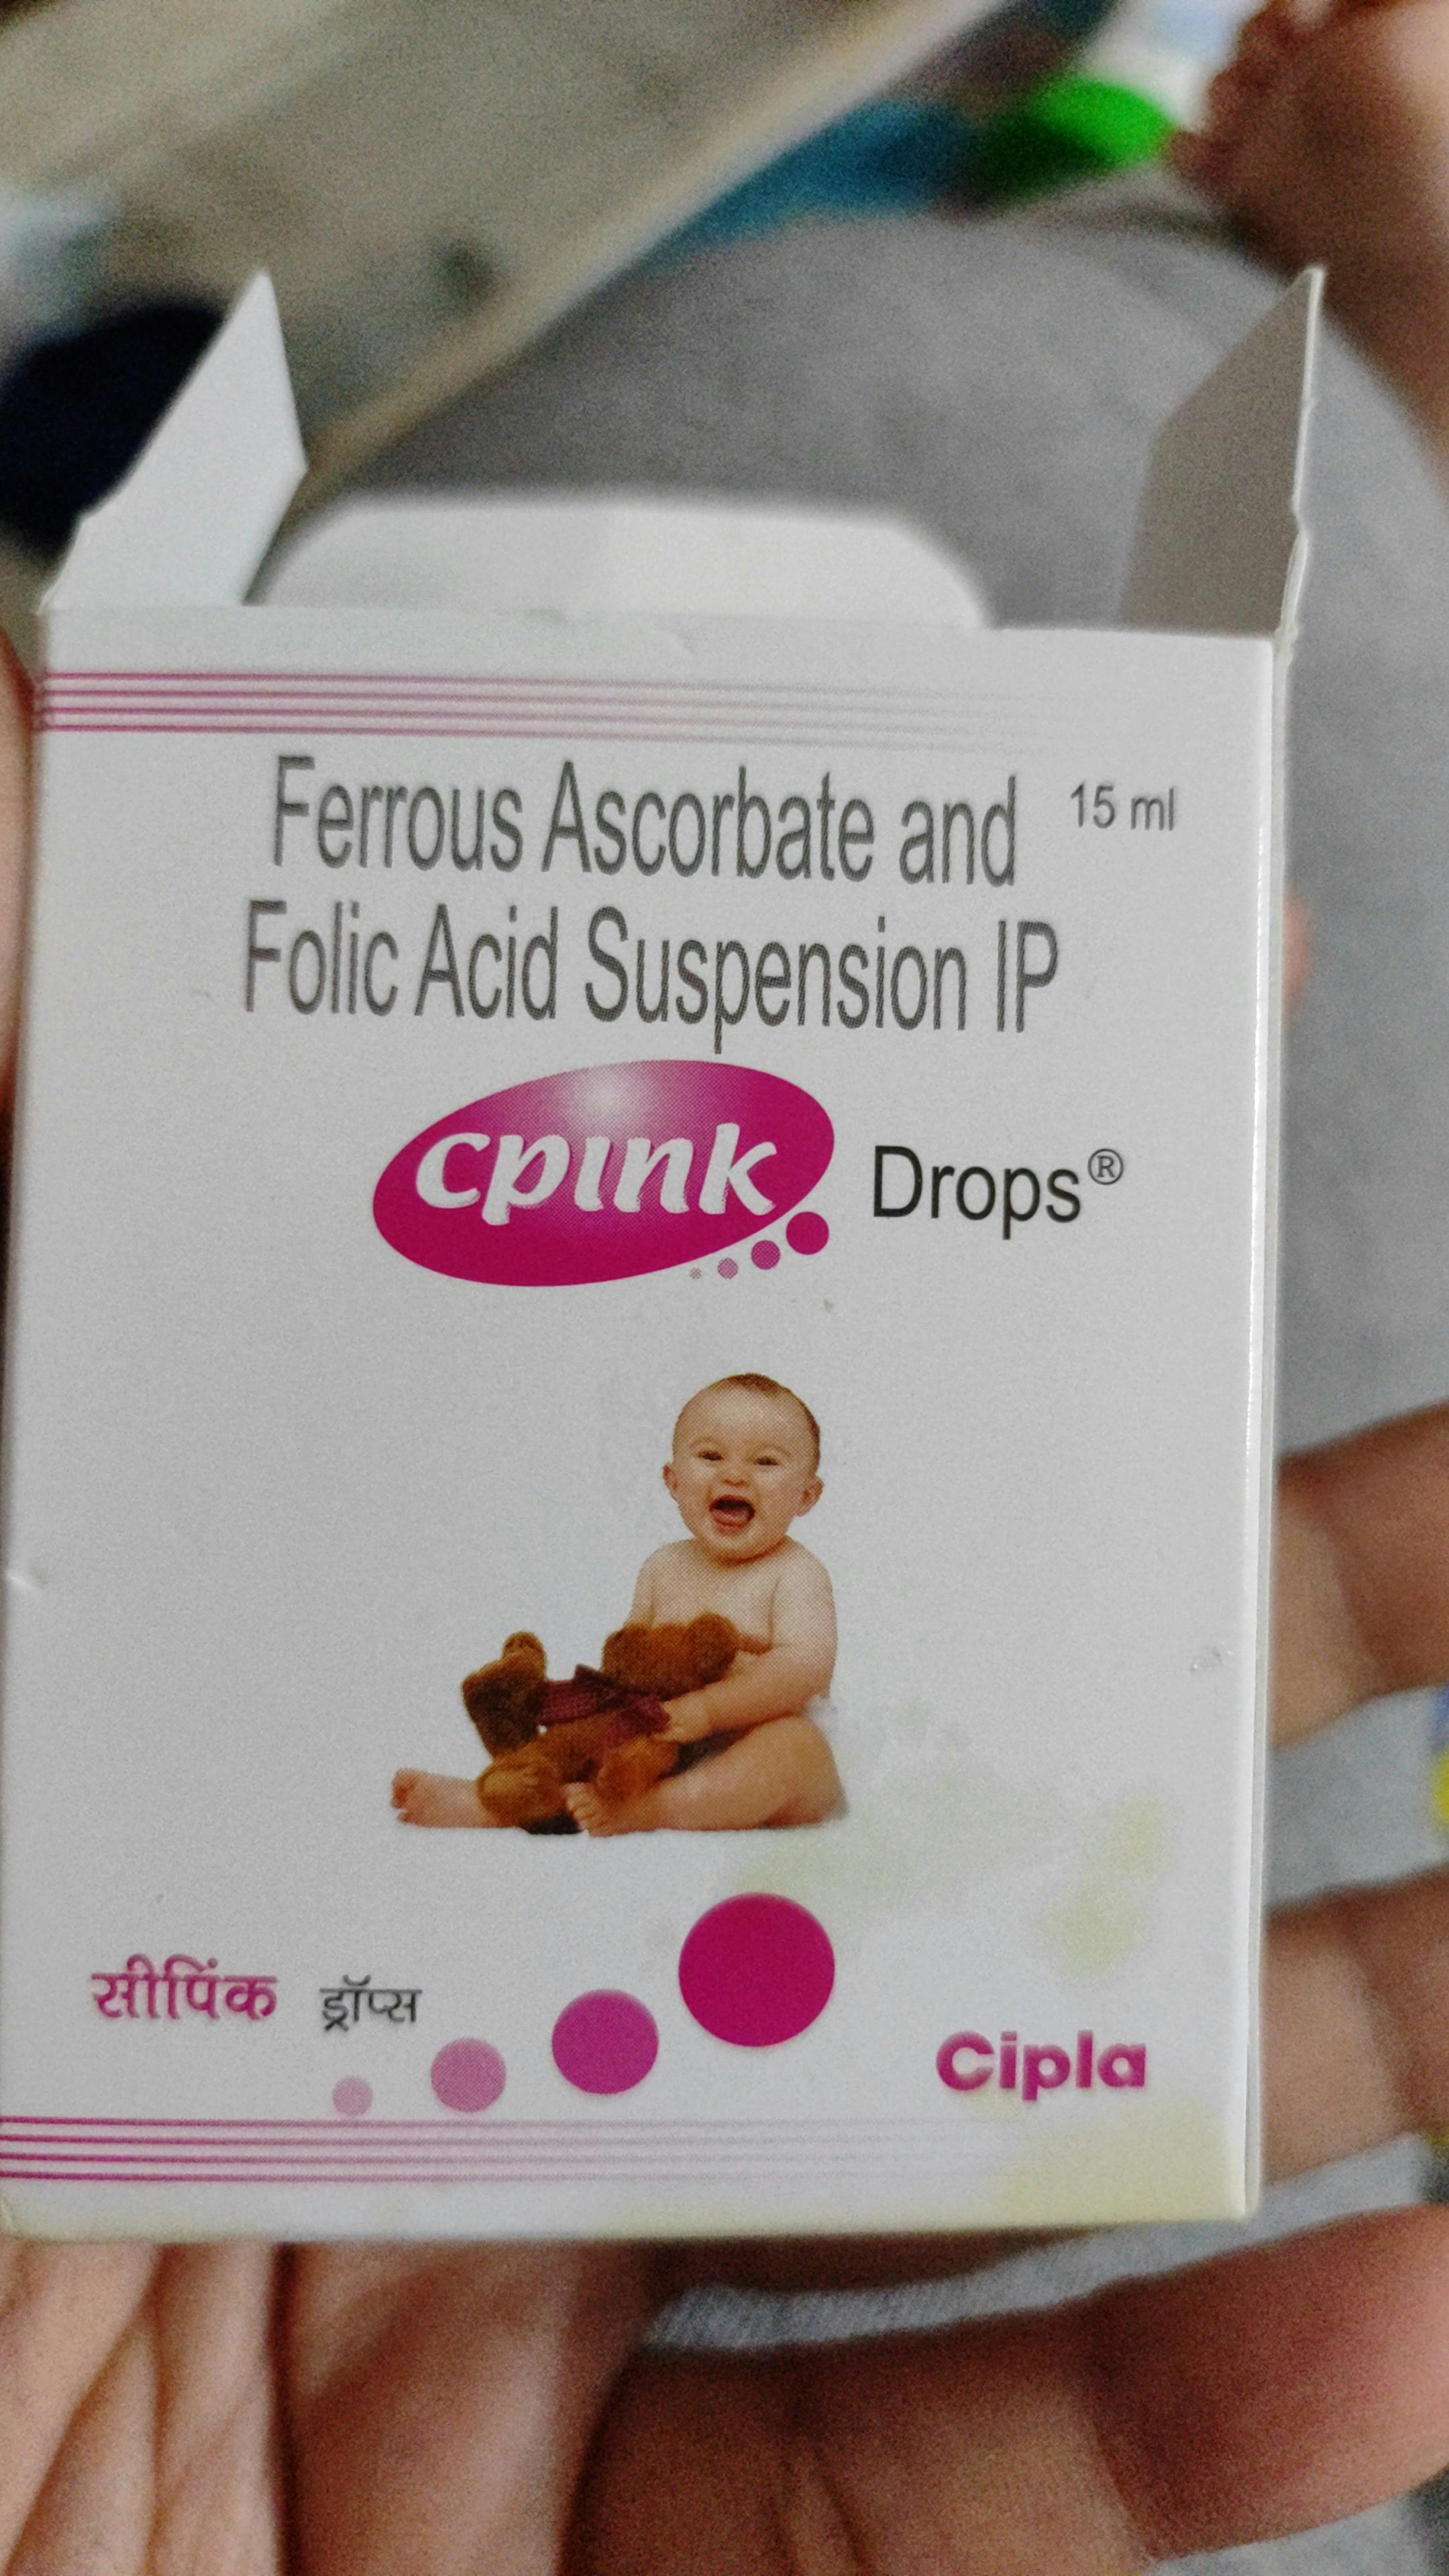 Ferrous Ascorbate and 15 ml
Folic Acid Suspension IP
cpink Drops®
सीपिंक ड्रॉप्स
Cipla